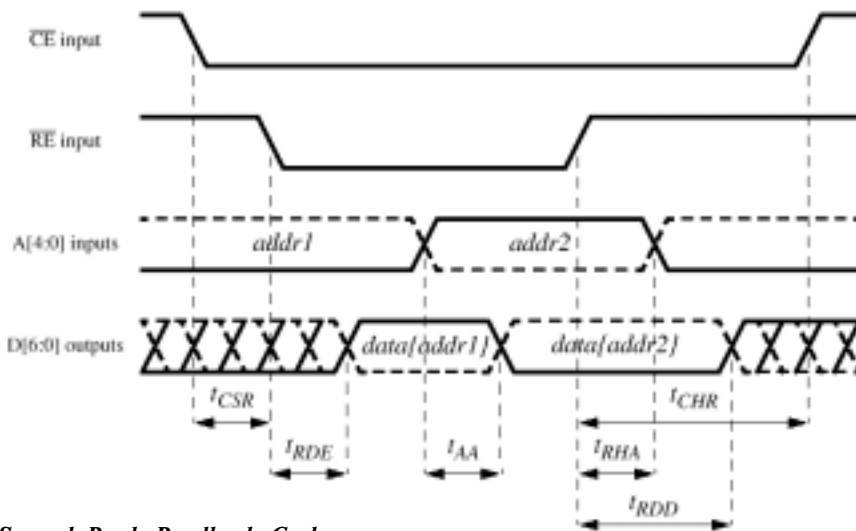 CE input
RE input
A[4:0] inputs
addr1
addr2
D[6:0] outputs
data{addr1}
data{addr2}
tCSR
tCHR
tRDE
tAA
tRHA
tRDD